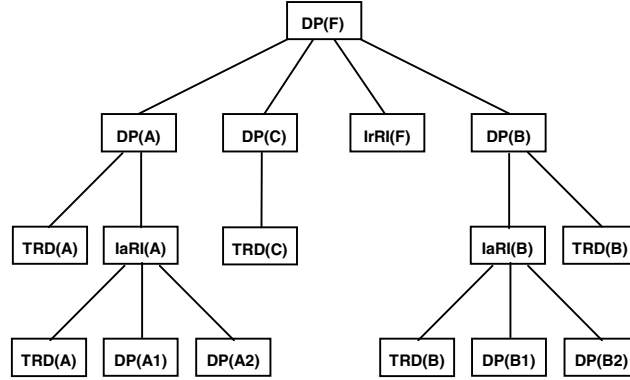 DP(F)
DP(A) DP(C) IrRI(F) DP(B)
TRD(A) IaRI(A) TRD(C) IaRI(B) TRD(B)
TRD(A) DP(A1) DP(A2) TRD(B) DP(B1) DP(B2)